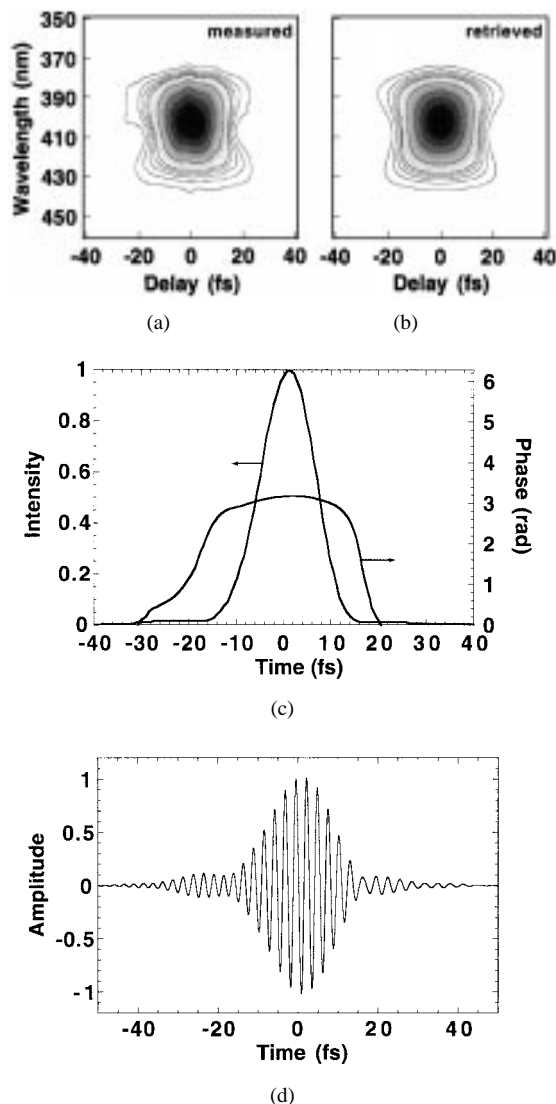 350
370
390
410
430
450
Wavelength (nm)
measured
-40 -20 0 20 40
Delay (fs)
(a)
retrieved
-40 -20 0 20 40
Delay (fs)
(b)
1
0.8
0.6
0.4
0.2
0
Intensity
6
5
4
3
2
1
0
Phase (rad)
-40 -30 -20 -10 0 10 20 30 40
Time (fs)
(c)
1
0.5
0
-0.5
-1
Amplitude
-40 -20 0 20 40
Time (fs)
(d)